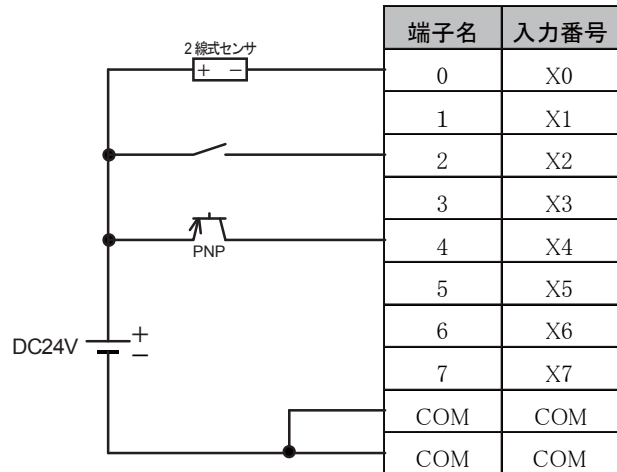 端子名 入力番号
2線式センサ
+ −
0 X0
1 X1
2 X2
3 X3
PNP
4 X4
5 X5
6 X6
DC24V + −
7 X7
COM COM
COM COM